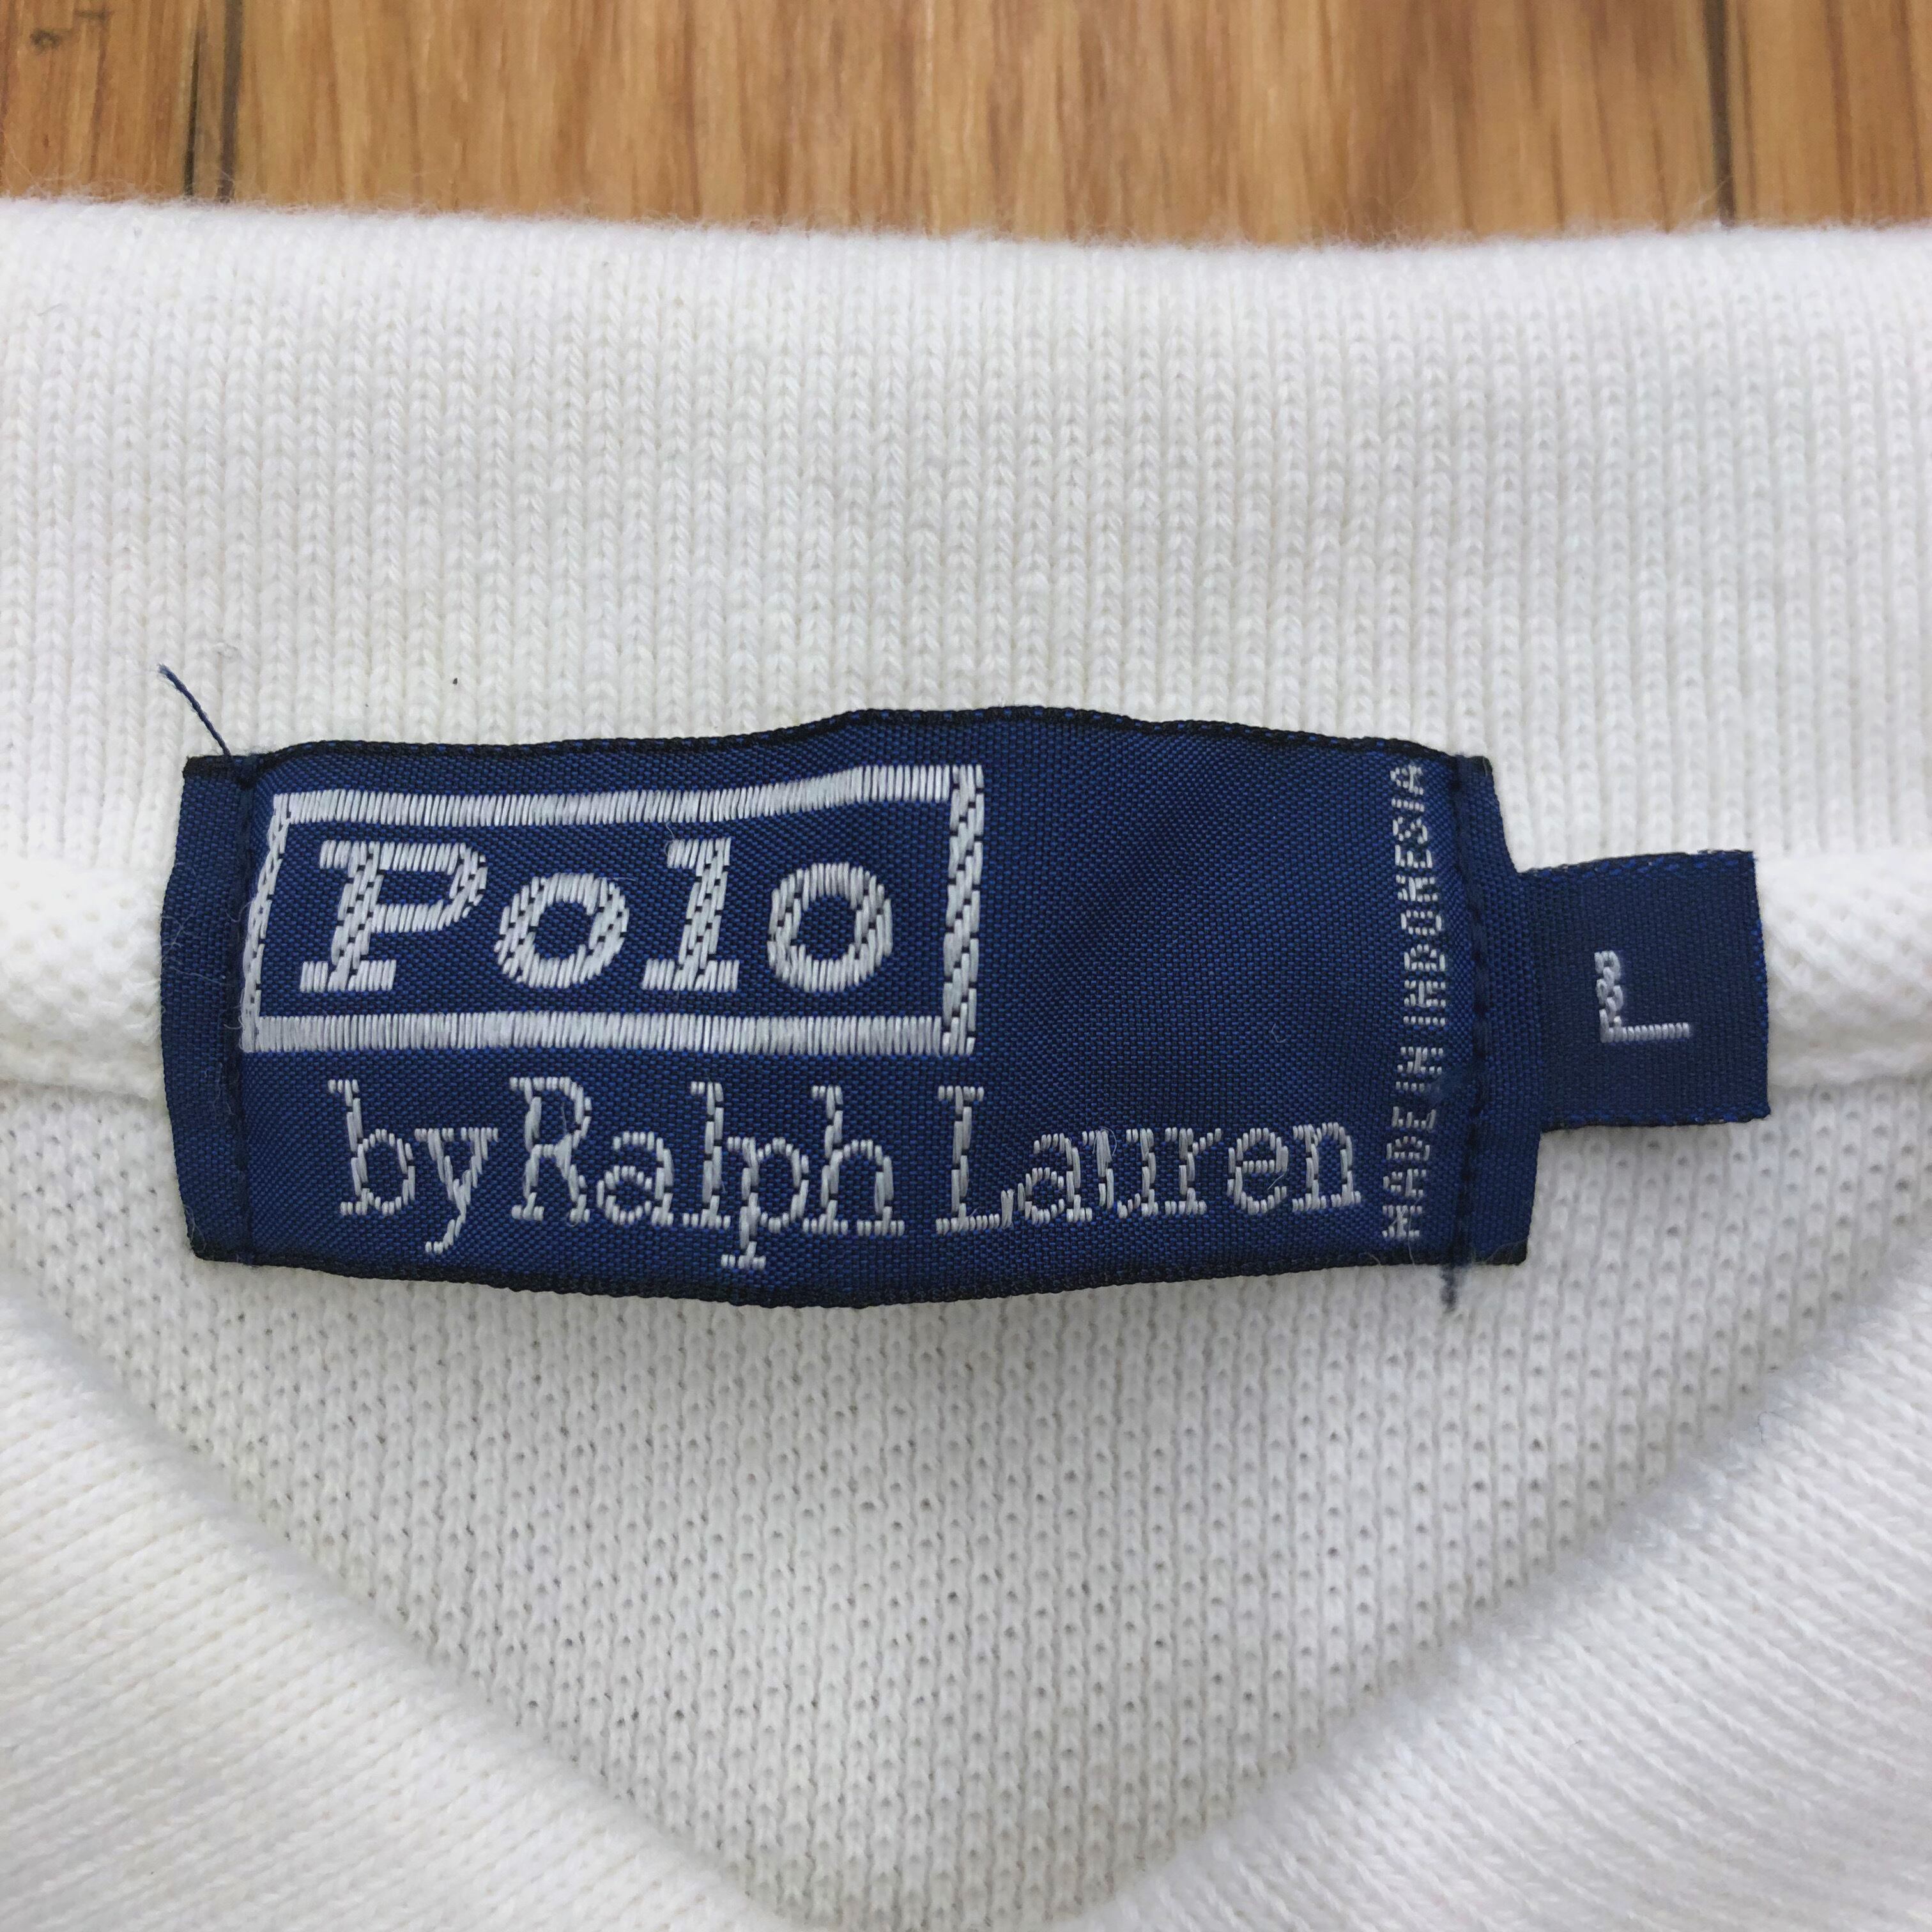 Polo
by Ralph Lauren
MADE IN INDONESIA
L